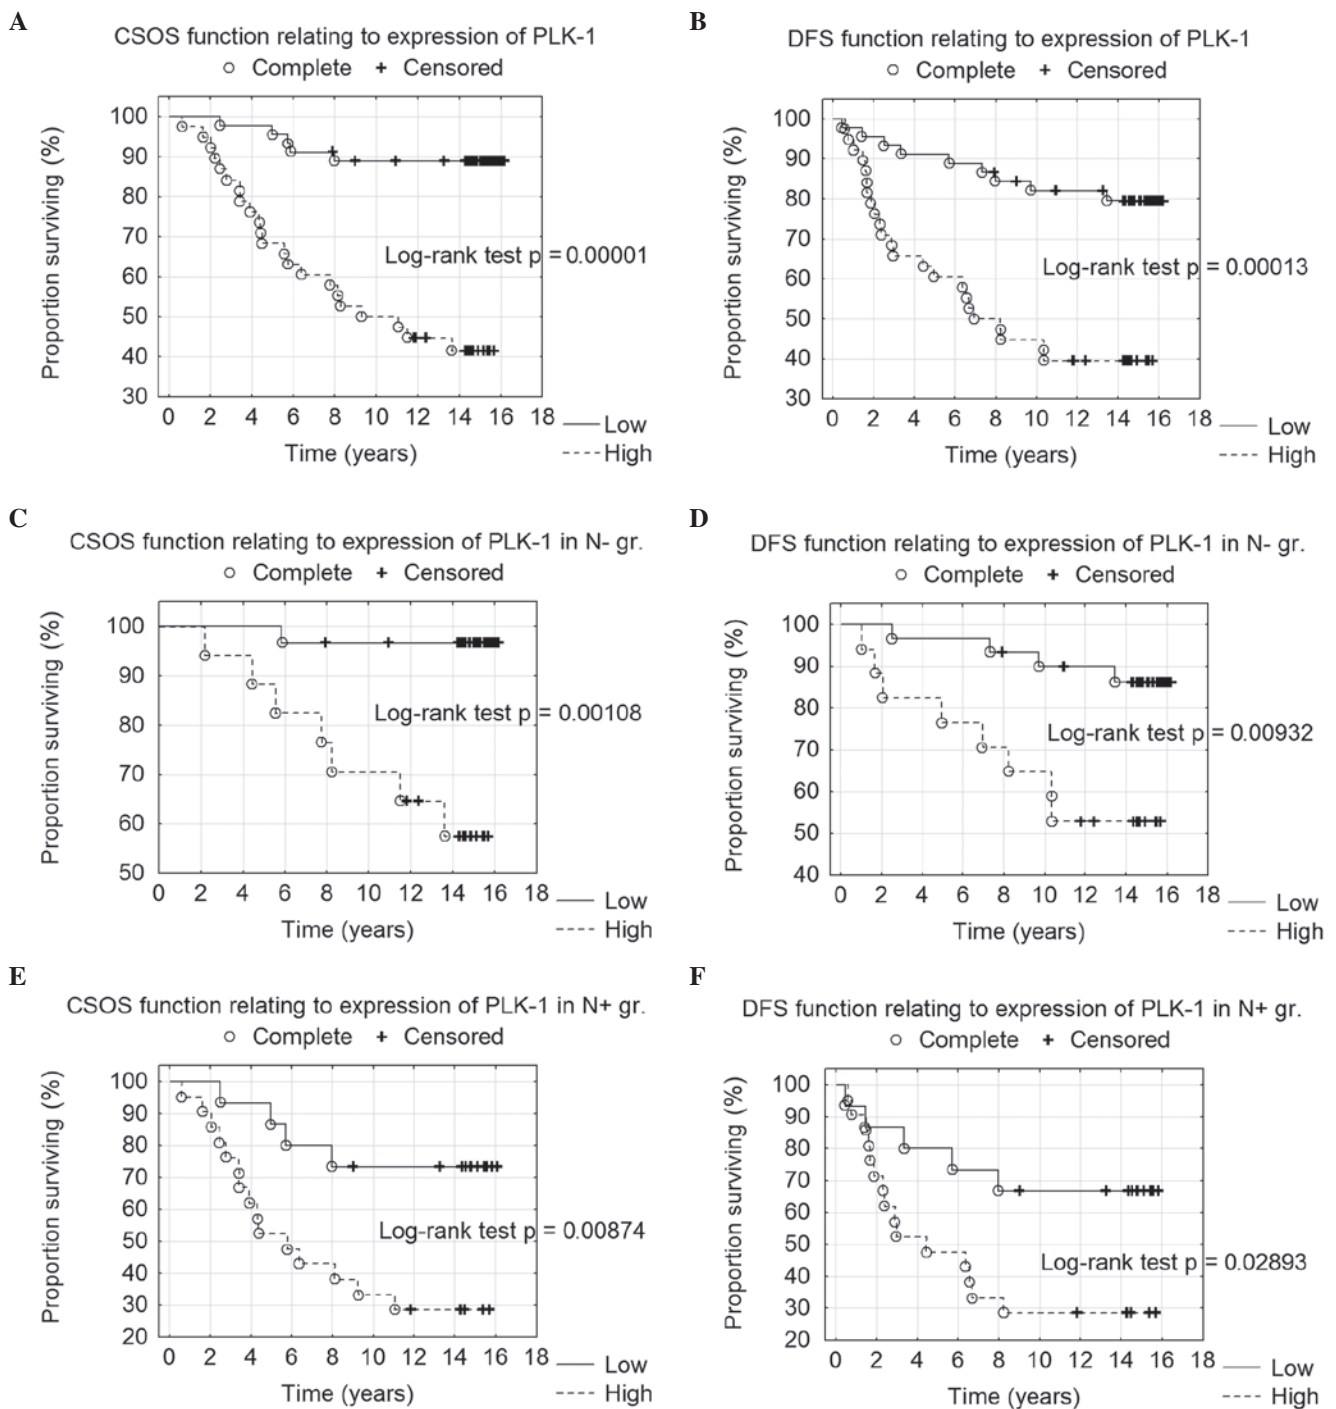 A
CSOS function relating to expression of PLK-1
Complete + Censored
Proportion surviving (%)
100
90
80
70
60
50
40
30
Log-rank test p = 0.00001
0 2 4 6 8 10 12 14 16 18
Time (years)
Low
High
B
DFS function relating to expression of PLK-1
Complete + Censored
Proportion surviving (%)
100
90
80
70
60
50
40
30
Log-rank test p = 0.00013
0 2 4 6 8 10 12 14 16 18
Time (years)
Low
High
C
CSOS function relating to expression of PLK-1 in N- gr.
Complete + Censored
Proportion surviving (%)
100
90
80
70
60
50
Log-rank test p = 0.00108
0 2 4 6 8 10 12 14 16 18
Time (years)
Low
High
D
DFS function relating to expression of PLK-1 in N- gr.
Complete + Censored
Proportion surviving (%)
100
90
80
70
60
50
40
Log-rank test p = 0.00932
0 2 4 6 8 10 12 14 16 18
Time (years)
Low
High
E
CSOS function relating to expression of PLK-1 in N+ gr.
Complete + Censored
Proportion surviving (%)
100
90
80
70
60
50
40
30
20
Log-rank test p = 0.00874
0 2 4 6 8 10 12 14 16 18
Time (years)
Low
High
F
DFS function relating to expression of PLK-1 in N+ gr.
Complete + Censored
Proportion surviving (%)
100
90
80
70
60
50
40
30
20
Log-rank test p = 0.02893
0 2 4 6 8 10 12 14 16 18
Time (years)
Low
High